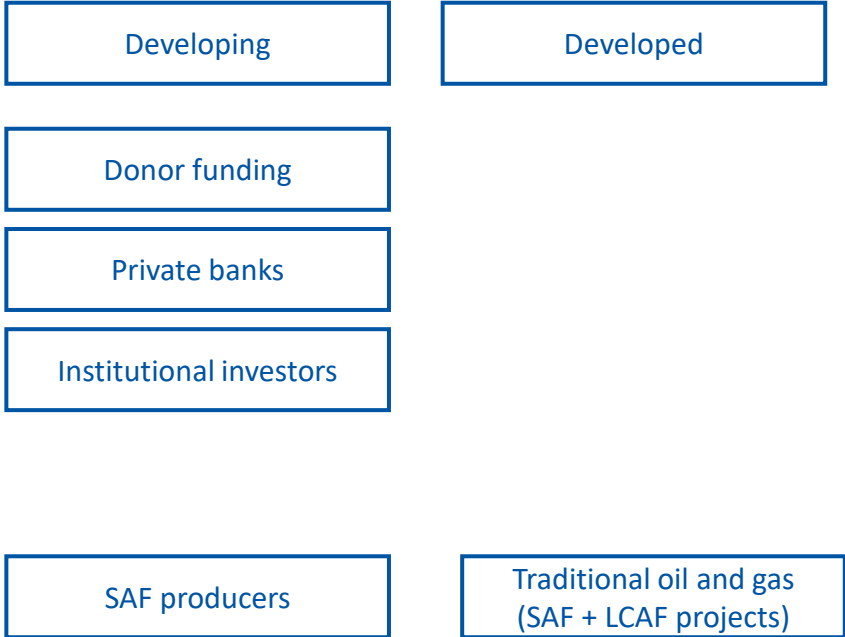 Developing
Developed
Donor funding
Private banks
Institutional investors
SAF producers
Traditional oil and gas
(SAF + LCAF projects)